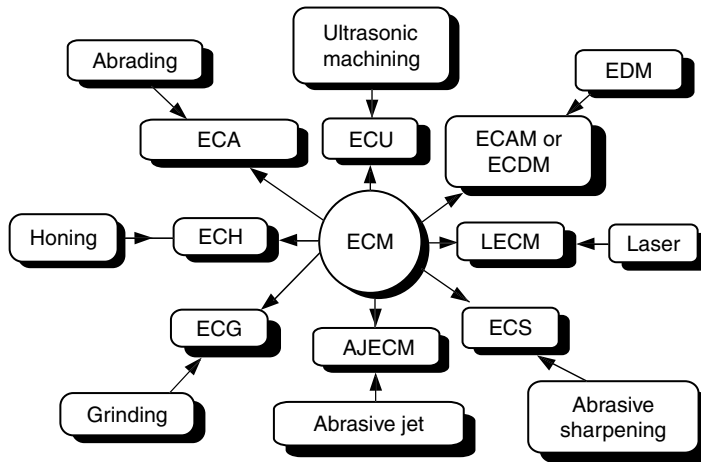 Ultrasonic
machining
Abrading
EDM
ECA
ECU
ECAM or
ECDM
Honing
ECH
ECM
LECM
Laser
ECG
AJECM
ECS
Grinding
Abrasive jet
Abrasive
sharpening